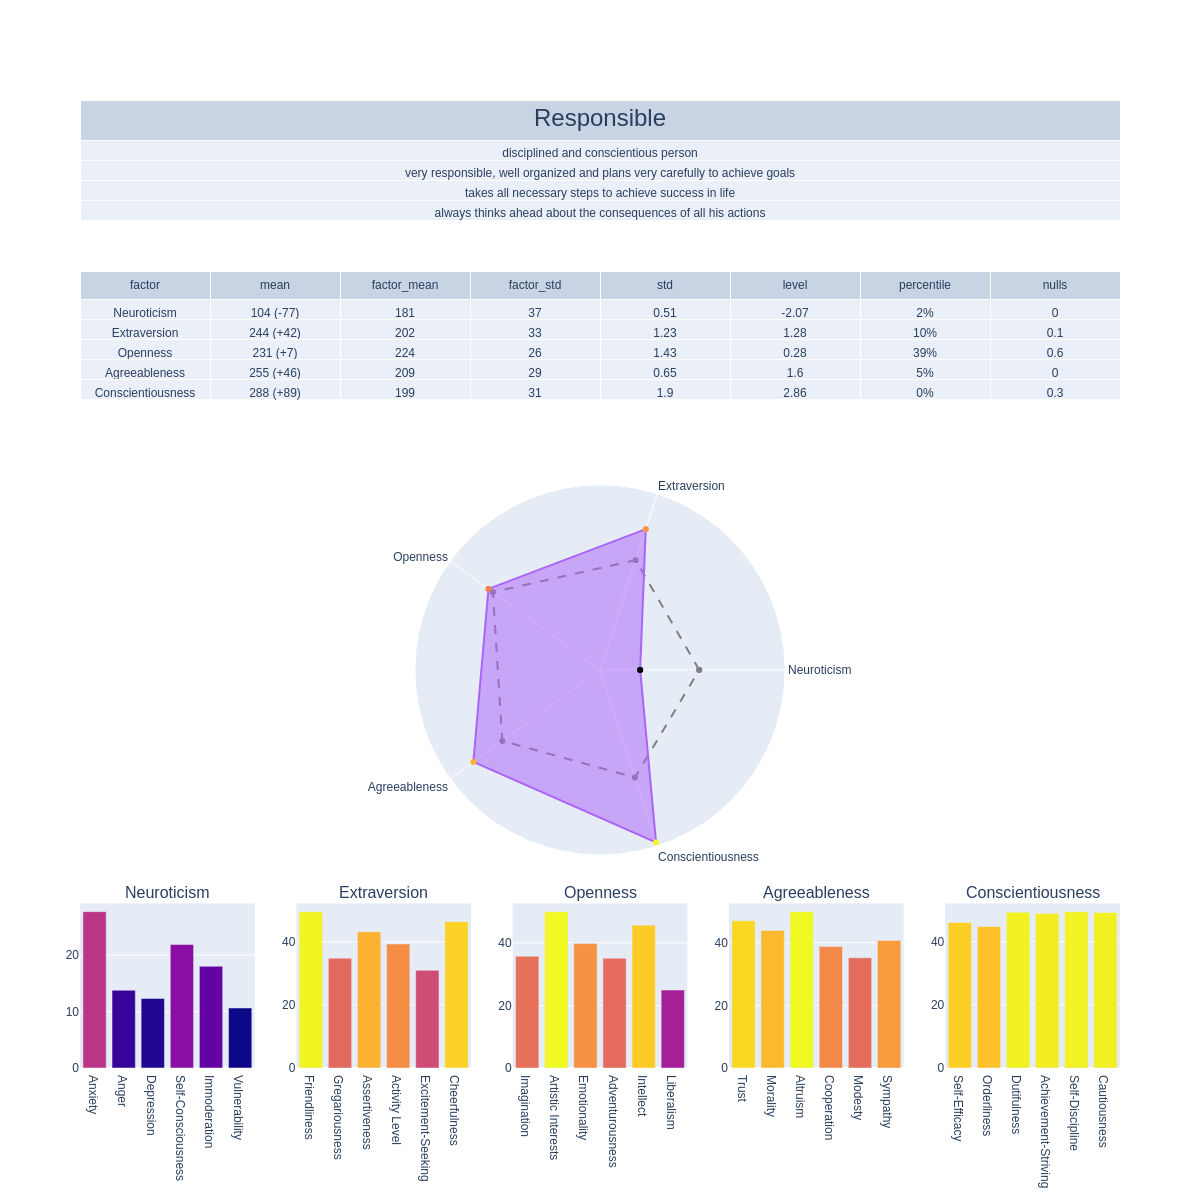 Responsible
disciplined and conscientious person
very responsible, well organized and plans very carefully to achieve goals
takes all necessary steps to achieve success in life
always thinks ahead about the consequences of all his actions
factor mean factor_mean factor_std std level percentile nulls
Neuroticism 104 (-77) 181 37 0.51 -2.07 2% 0
Extraversion 244 (+42) 202 33 1.23 1.28 10% 0.1
Openness 231 (+7) 224 26 1.43 0.28 39% 0.6
Agreeableness 255 (+46) 209 29 0.65 1.6 5% 0
Conscientiousness 288 (+89) 199 31 1.9 2.86 0% 0.3
Extraversion
Openness
Neuroticism
Agreeableness
Conscientiousness
Neuroticism
20
10
0
Anxiety
Anger
Depression
Self-Consciousness
Immoderation
Vulnerability
Extraversion
40
20
0
Friendliness
Gregariousness
Assertiveness
Activity Level
Excitement-Seeking
Cheerfulness
Openness
40
20
0
Imagination
Artistic Interests
Emotionality
Adventurousness
Intellect
Liberalism
Agreeableness
40
20
0
Trust
Morality
Altruism
Cooperation
Modesty
Sympathy
Conscientiousness
40
20
0
Self-Efficacy
Orderliness
Dutifulness
Achievement-Striving
Self-Discipline
Cautiousness